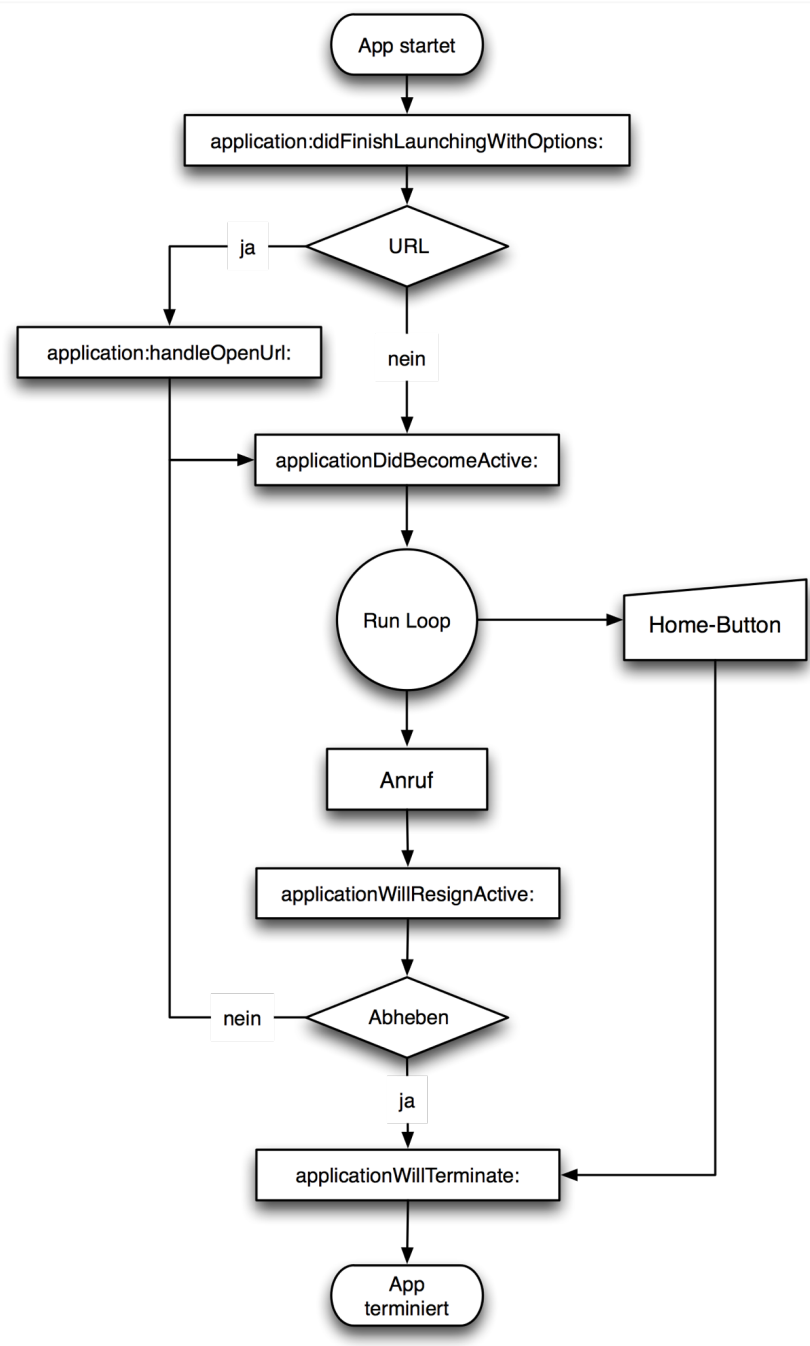 App startet
application:didFinishLaunchingWithOptions:
URL
ja
application:handleOpenUrl:
nein
applicationDidBecomeActive:
Run Loop
Home-Button
Anruf
applicationWillResignActive:
Abheben
nein
ja
applicationWillTerminate:
App
terminiert